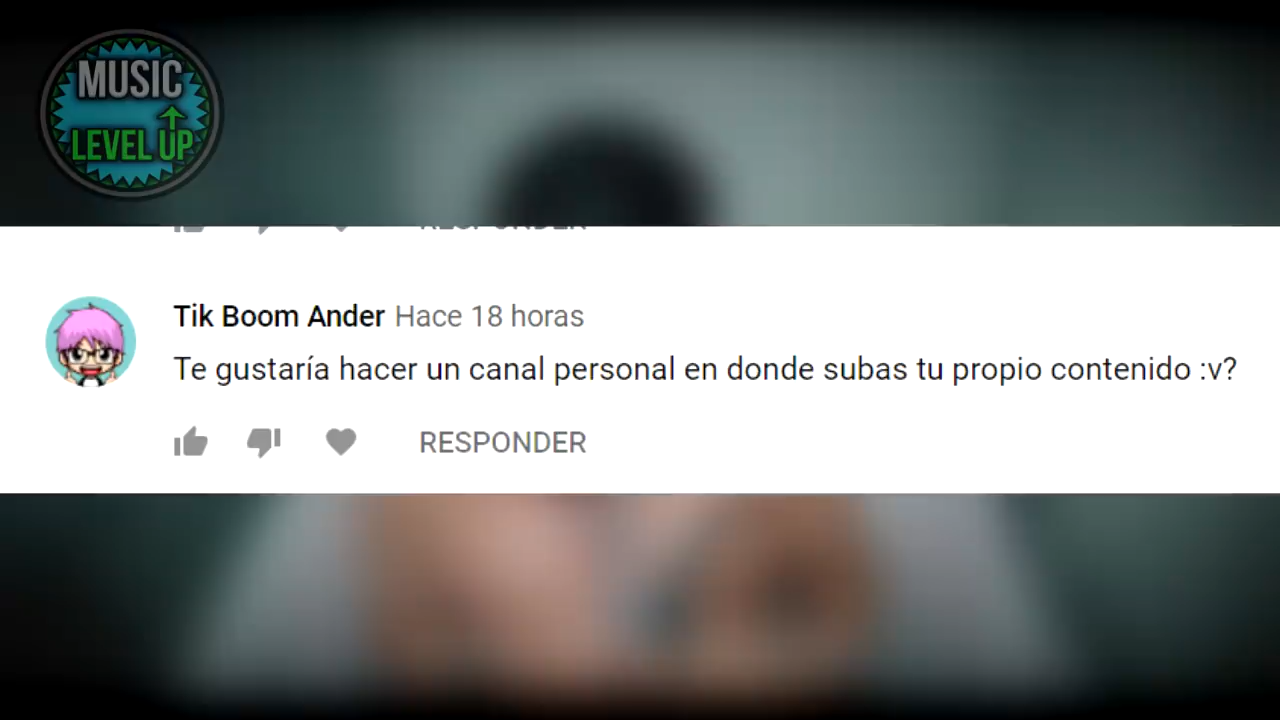 MUSIC
LEVEL UP
RESPONDER
Tik Boom Ander Hace 18 horas
Te gustaría hacer un canal personal en donde subas tu propio contenido :v?
RESPONDER